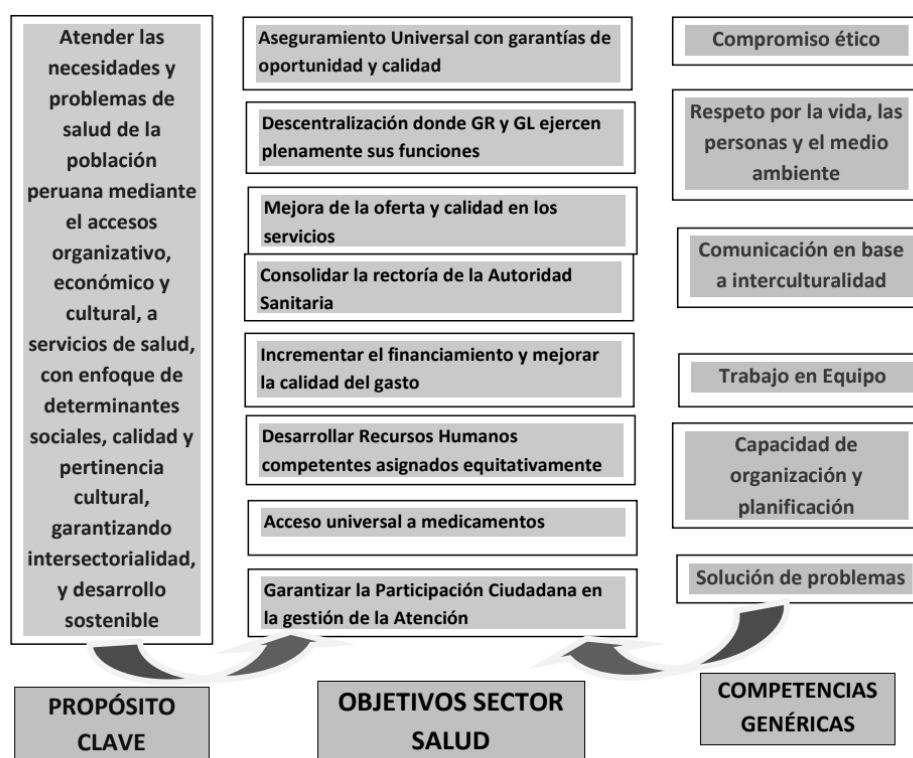 Atender las
necesidades y
problemas de
salud de la
población
peruana mediante
el accesos
organizativo,
económico y
cultural, a
servicios de salud,
con enfoque de
determinantes
sociales, calidad y
pertinencia
cultural,
garantizando
intersectorialidad,
y desarrollo
sostenible
PROPÓSITO
CLAVE
Aseguramiento Universal con garantías de
oportunidad y calidad
Descentralización donde GR y GL ejercen
plenamente sus funciones
Mejora de la oferta y calidad en los
servicios
Consolidar la rectoría de la Autoridad
Sanitaria
Incrementar el financiamiento y mejorar
la calidad del gasto
Desarrollar Recursos Humanos
competentes asignados equitativamente
Acceso universal a medicamentos
Garantizar la Participación Ciudadana en
la gestión de la Atención
OBJETIVOS SECTOR
SALUD
Compromiso ético
Respeto por la vida, las
personas y el medio
ambiente
Comunicación en base
a interculturalidad
Trabajo en Equipo
Capacidad de
organización y
planificación
Solución de problemas
COMPETENCIAS
GENÉRICAS